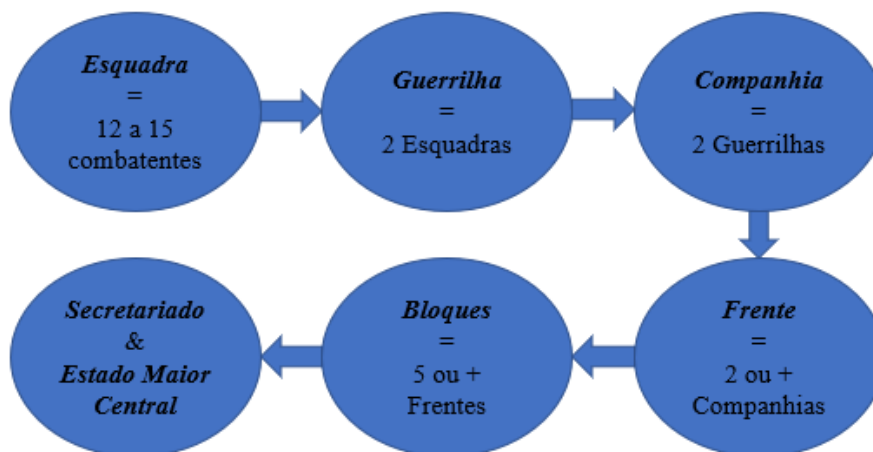 Esquadra
=
12 a 15
combatentes
Guerrilha
=
2 Esquadras
Companhia
=
2 Guerrilhas
Frente
=
2 ou +
Companhias
Bloques
=
5 ou +
Frentes
Secretariado
&
Estado Maior
Central